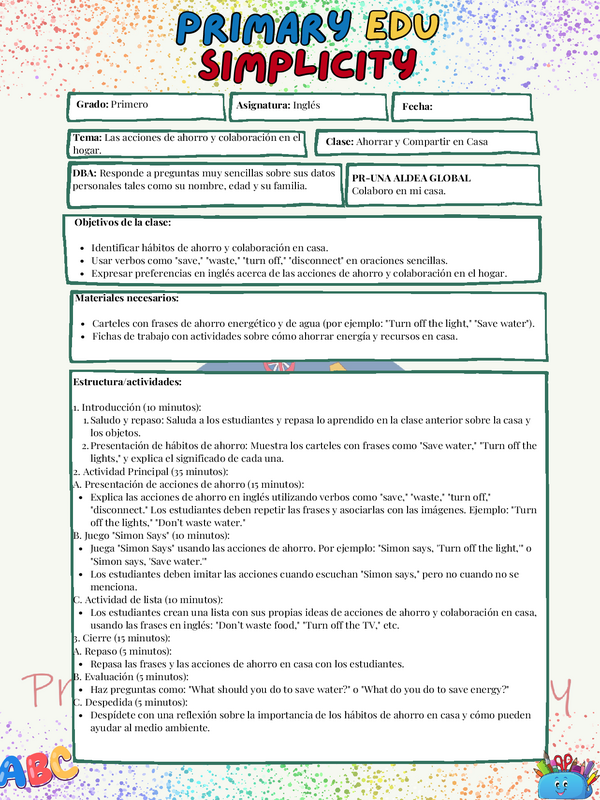 PRIMARY EDU
SIMPLICITY
Grado: Primero
Asignatura: Inglés
Fecha:
Tema: Las acciones de ahorro y colaboración en el
hogar.
Clase: Ahorrar y Compartir en Casa
DBA: Responde a preguntas muy sencillas sobre sus datos
personales tales como su nombre, edad y su familia.
PR-UNA ALDEA GLOBAL
Colaboro en mi casa.
Objetivos de la clase:
• Identificar hábitos de ahorro y colaboración en casa.
• Usar verbos como "save," "waste," "turn off," "disconnect" en oraciones sencillas.
• Expresar preferencias en inglés acerca de las acciones de ahorro y colaboración en el hogar.
Materiales necesarios:
• Carteles con frases de ahorro energético y de agua (por ejemplo: "Turn off the light," "Save water").
• Fichas de trabajo con actividades sobre cómo ahorrar energía y recursos en casa.
Estructura/actividades:
1. Introducción (10 minutos):
1. Saludo y repaso: Saluda a los estudiantes y repasa lo aprendido en la clase anterior sobre la casa y
los objetos.
2. Presentación de hábitos de ahorro: Muestra los carteles con frases como "Save water," "Turn off the
lights," y explica el significado de cada una.
2. Actividad Principal (35 minutos):
A. Presentación de acciones de ahorro (15 minutos):
• Explica las acciones de ahorro en inglés utilizando verbos como "save," "waste," "turn off,"
"disconnect." Los estudiantes deben repetir las frases y asociarlas con las imágenes. Ejemplo: "Turn
off the lights," "Don't waste water."
B. Juego "Simon Says" (10 minutos):
• Juega "Simon Says" usando las acciones de ahorro. Por ejemplo: "Simon says, 'Turn off the light,'" o
"Simon says, 'Save water.'"
• Los estudiantes deben imitar las acciones cuando escuchan "Simon says," pero no cuando no se
menciona.
C. Actividad de lista (10 minutos):
• Los estudiantes crean una lista con sus propias ideas de acciones de ahorro y colaboración en casa,
usando las frases en inglés: "Don't waste food," "Turn off the TV," etc.
3. Cierre (15 minutos):
A. Repaso (5 minutos):
• Repasa las frases y las acciones de ahorro en casa con los estudiantes.
B. Evaluación (5 minutos):
• Haz preguntas como: "What should you do to save water?" o "What do you do to save energy?"
C. Despedida (5 minutos):
• Despídete con una reflexión sobre la importancia de los hábitos de ahorro en casa y cómo pueden
ayudar al medio ambiente.
ABC